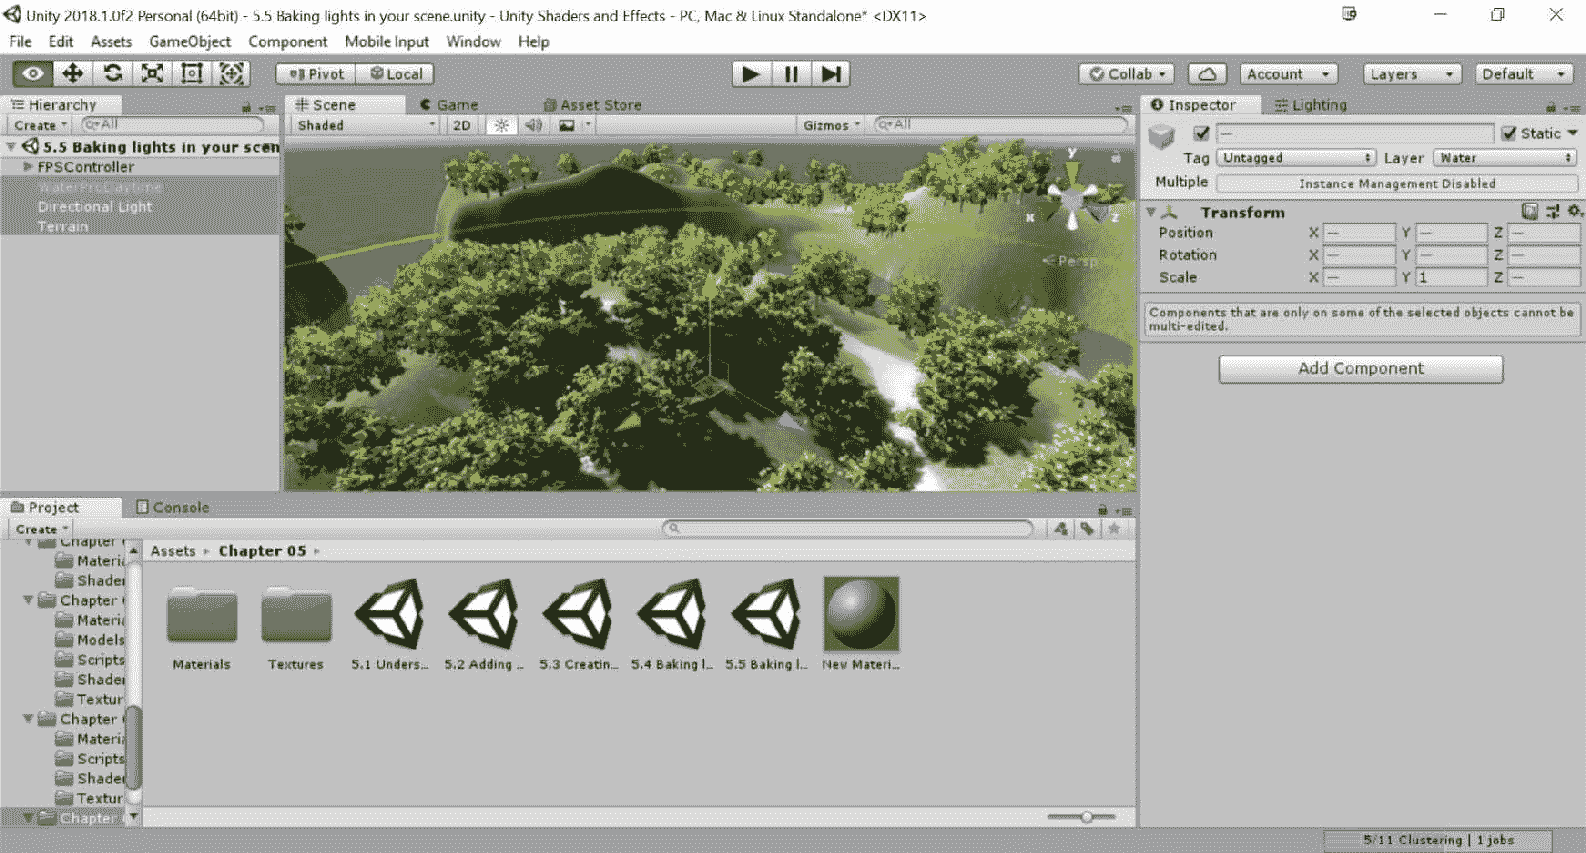 Unity 2018.1.0f2 Personal (64bit) - 5.5 Baking lights in your scene.unity - Unity Shaders and Effects - PC, Mac & Linux Standalone* <DX11>
File Edit Assets GameObject Component Mobile Input Window Help
Pivot Local Collab Account Layers Default
Hierarchy
Create All
5.5 Baking lights in your scen
FPSController
WaterProDaytime
Directional Light
Terrain
Scene Game Asset Store
Shaded 2D Gizmos All
y
x z
Persp
Inspector Lighting
— Static
Tag Untagged Layer Water
Multiple Instance Management Disabled
Transform
Position X — Y — Z —
Rotation X — Y — Z —
Scale X — Y 1 Z —
Components that are only on some of the selected objects cannot be
multi-edited.
Add Component
Project Console
Create
Chapter
Materia
Shader
Chapter
Materia
Models
Scripts
Shader
Textur
Chapter
Materia
Scripts
Shader
Textur
Chapter
Assets Chapter 05
Materials Textures 5.1 Unders... 5.2 Adding ... 5.3 Creatin... 5.4 Baking l... 5.5 Baking l... New Materi...
5/11 Clustering | 1 jobs